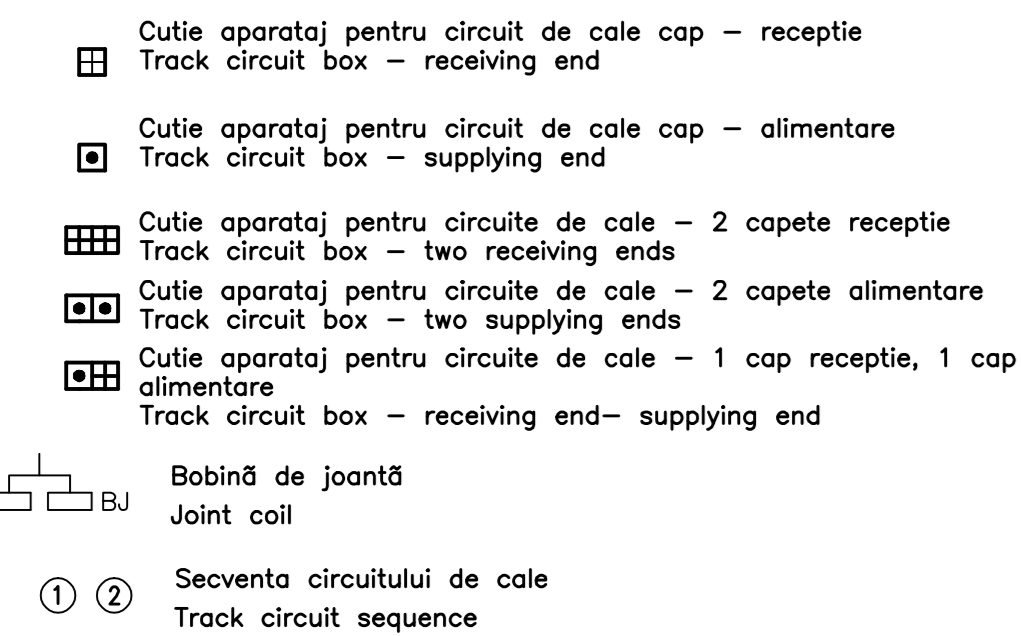 Cutie aparataj pentru circuit de cale cap – receptie
Track circuit box – receiving end
Cutie aparataj pentru circuit de cale cap – alimentare
Track circuit box – supplying end
Cutie aparataj pentru circuite de cale – 2 capete receptie
Track circuit box – two receiving ends
Cutie aparataj pentru circuite de cale – 2 capete alimentare
Track circuit box – two supplying ends
Cutie aparataj pentru circuite de cale – 1 cap receptie, 1 cap
alimentare
Track circuit box – receiving end– supplying end
BJ
Bobinã de joantã
Joint coil
1 2
Secventa circuitului de cale
Track circuit sequence